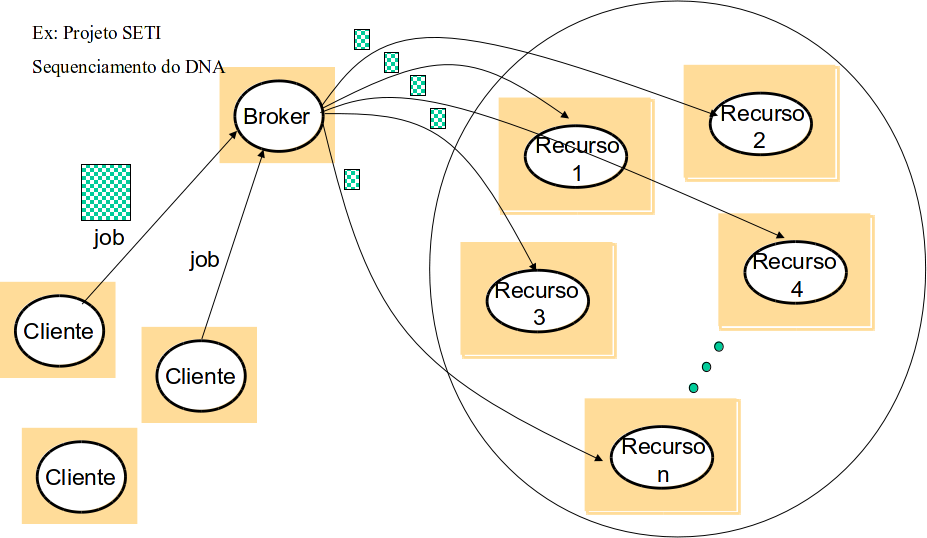 Ex: Projeto SETI
Sequenciamento do DNA
Broker
Recurso
2
Recurso
1
job
job
Recurso
4
Recurso
3
Cliente
Cliente
Recurso
n
Cliente